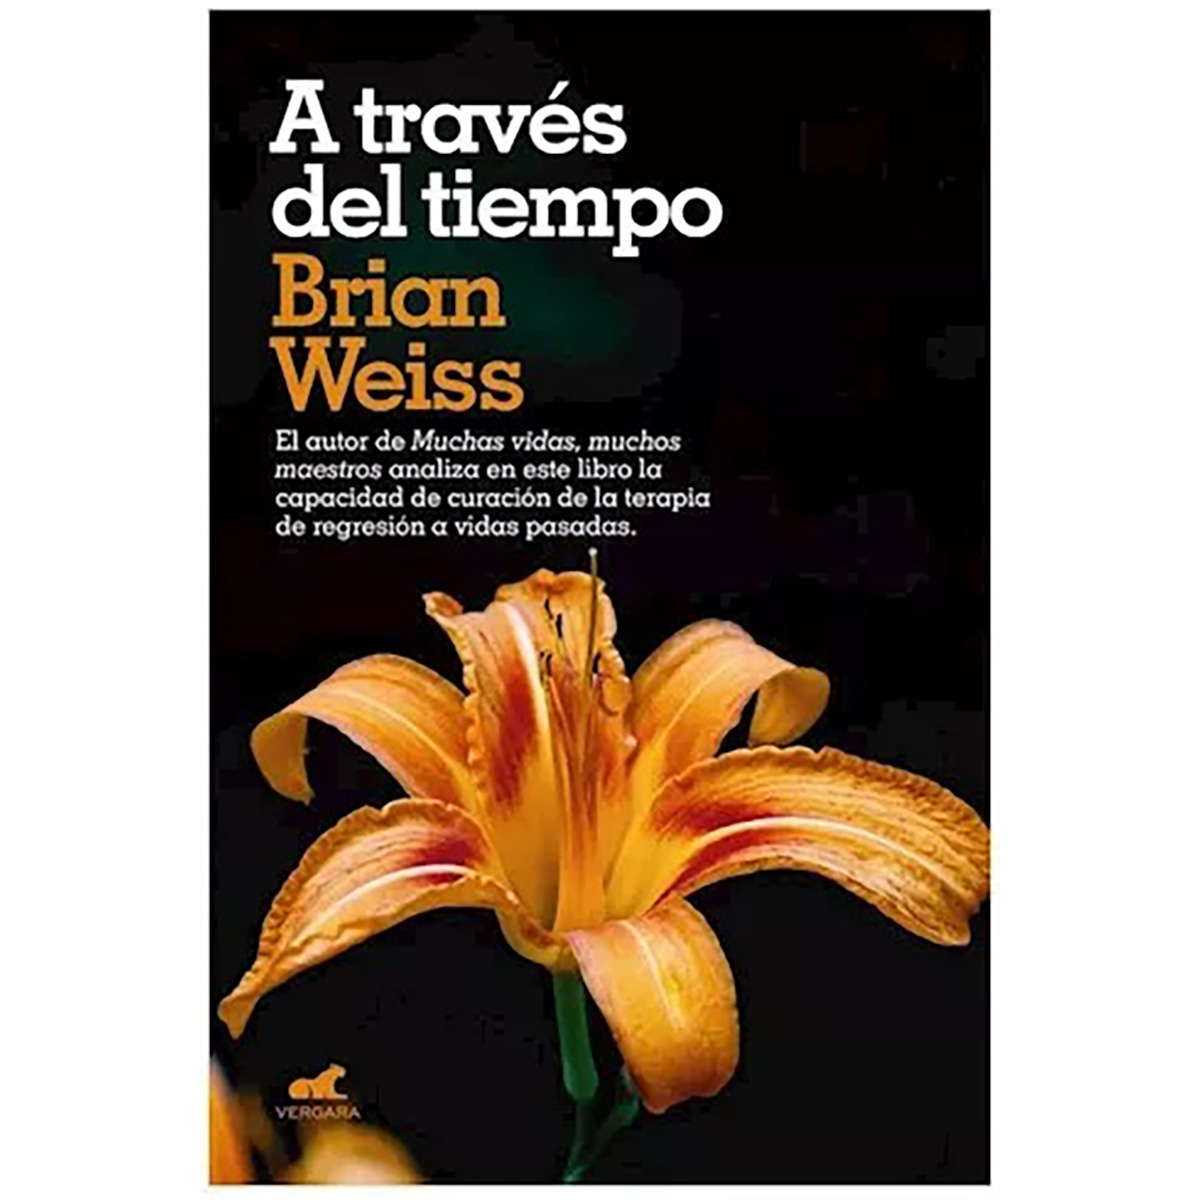 A través
del tiempo
Brian
Weiss
El autor de Muchas vidas, muchos
maestros analiza en este libro la
capacidad de curación de la terapia
de regresión a vidas pasadas.
VERGARA